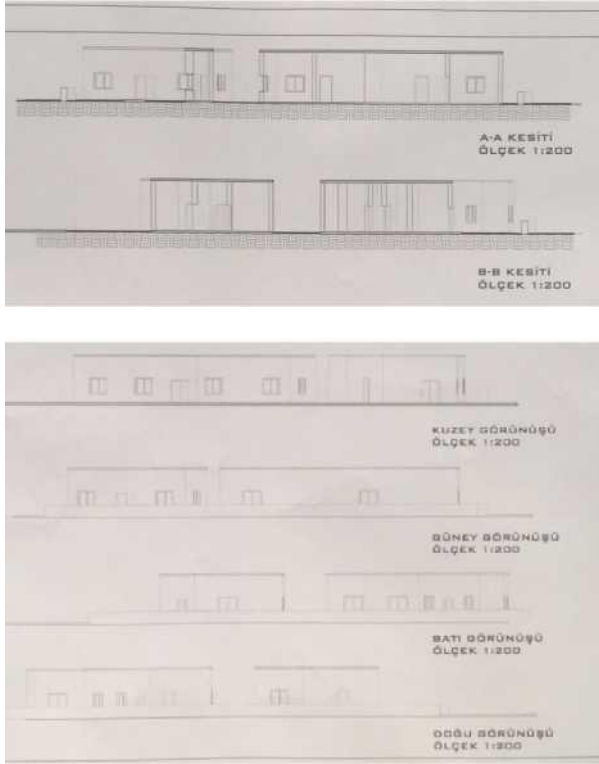 A-A KESİTİ
ÖLÇEK 1:200
B-B KESİTİ
ÖLÇEK 1:200
KUZEY GÖRÜNÜŞÜ
ÖLÇEK 1:200
GÜNEY GÖRÜNÜŞÜ
ÖLÇEK 1:200
BATI GÖRÜNÜŞÜ
ÖLÇEK 1:200
DOĞU GÖRÜNÜŞÜ
ÖLÇEK 1:200